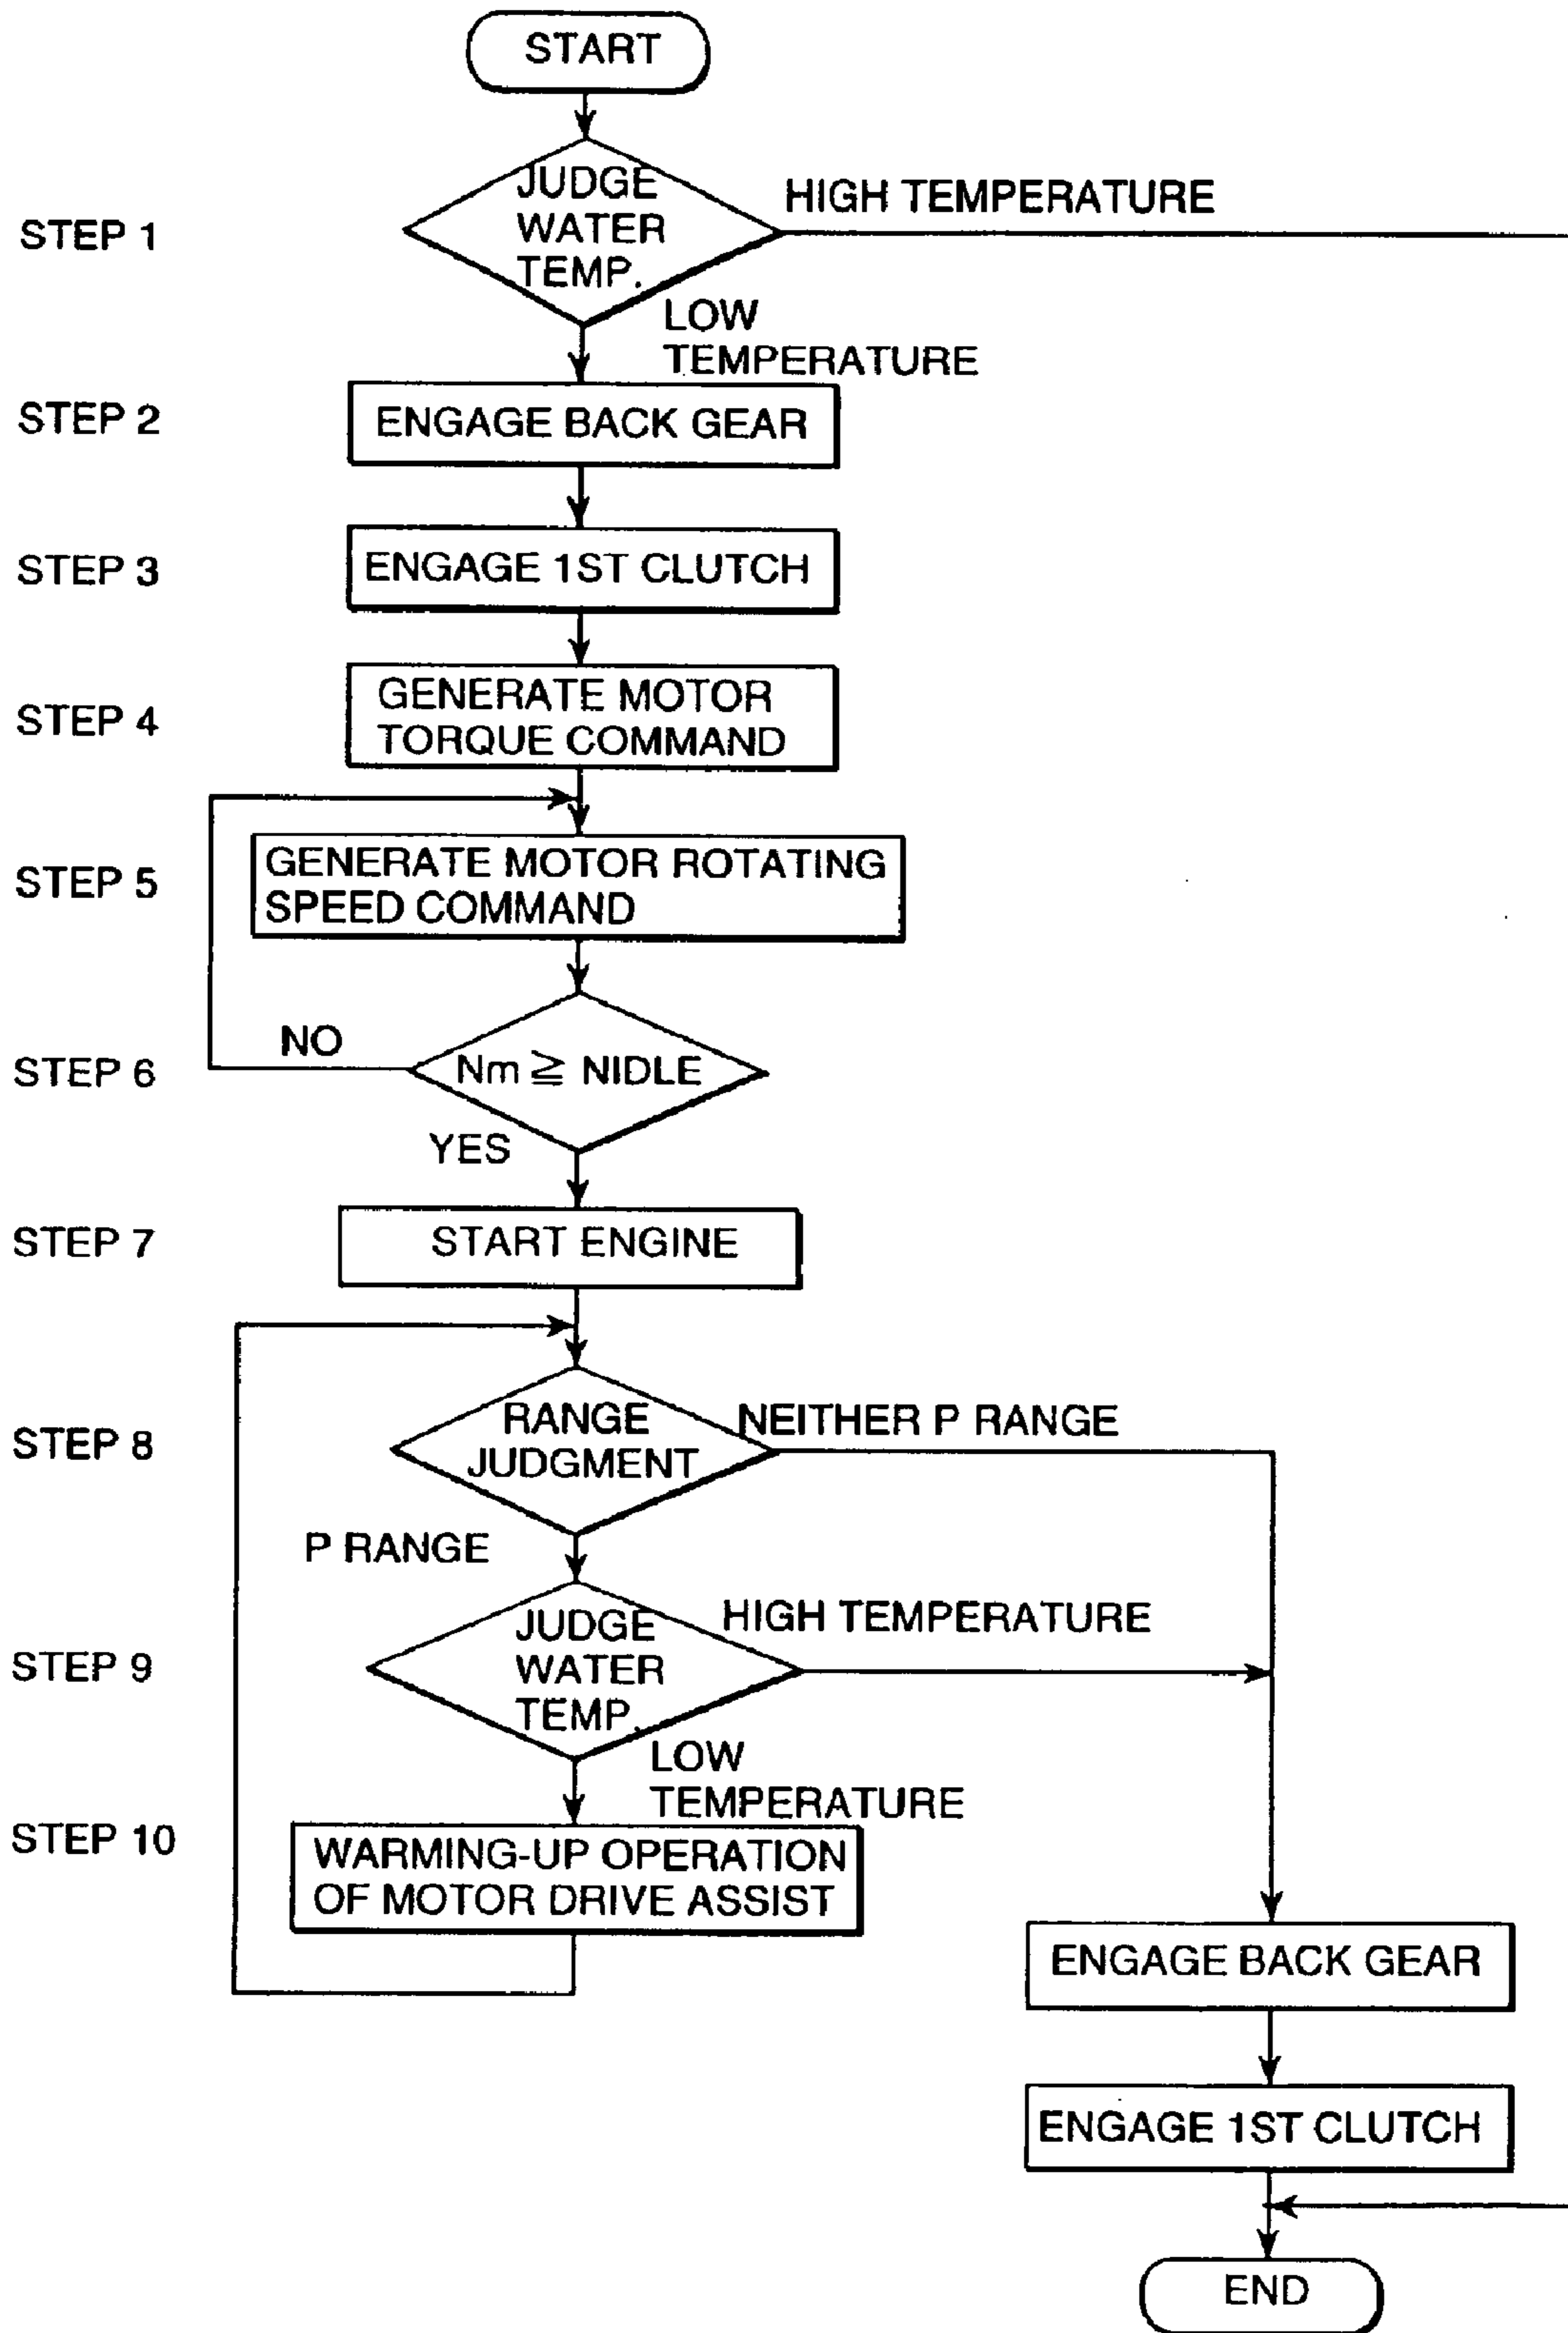 START
STEP 1
JUDGE
WATER
TEMP.
HIGH TEMPERATURE
LOW
TEMPERATURE
STEP 2
ENGAGE BACK GEAR
STEP 3
ENGAGE 1ST CLUTCH
STEP 4
GENERATE MOTOR
TORQUE COMMAND
STEP 5
GENERATE MOTOR ROTATING
SPEED COMMAND
STEP 6
NO
Nm ≧ NIDLE
YES
STEP 7
START ENGINE
STEP 8
RANGE
JUDGMENT
NEITHER P RANGE
P RANGE
STEP 9
JUDGE
WATER
TEMP.
HIGH TEMPERATURE
LOW
TEMPERATURE
STEP 10
WARMING-UP OPERATION
OF MOTOR DRIVE ASSIST
ENGAGE BACK GEAR
ENGAGE 1ST CLUTCH
END